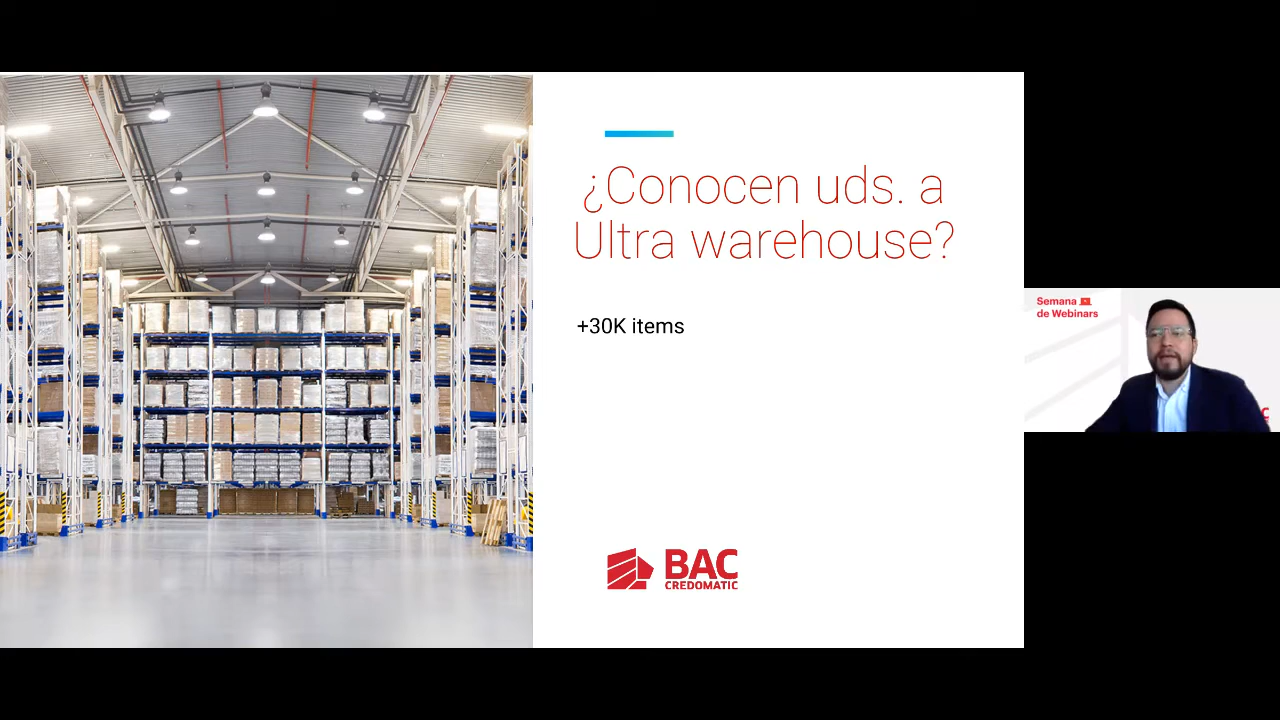 ¿Conocen uds. a
Ultra warehouse?
+30K items
BAC
CREDOMATIC
Semana
de Webinars